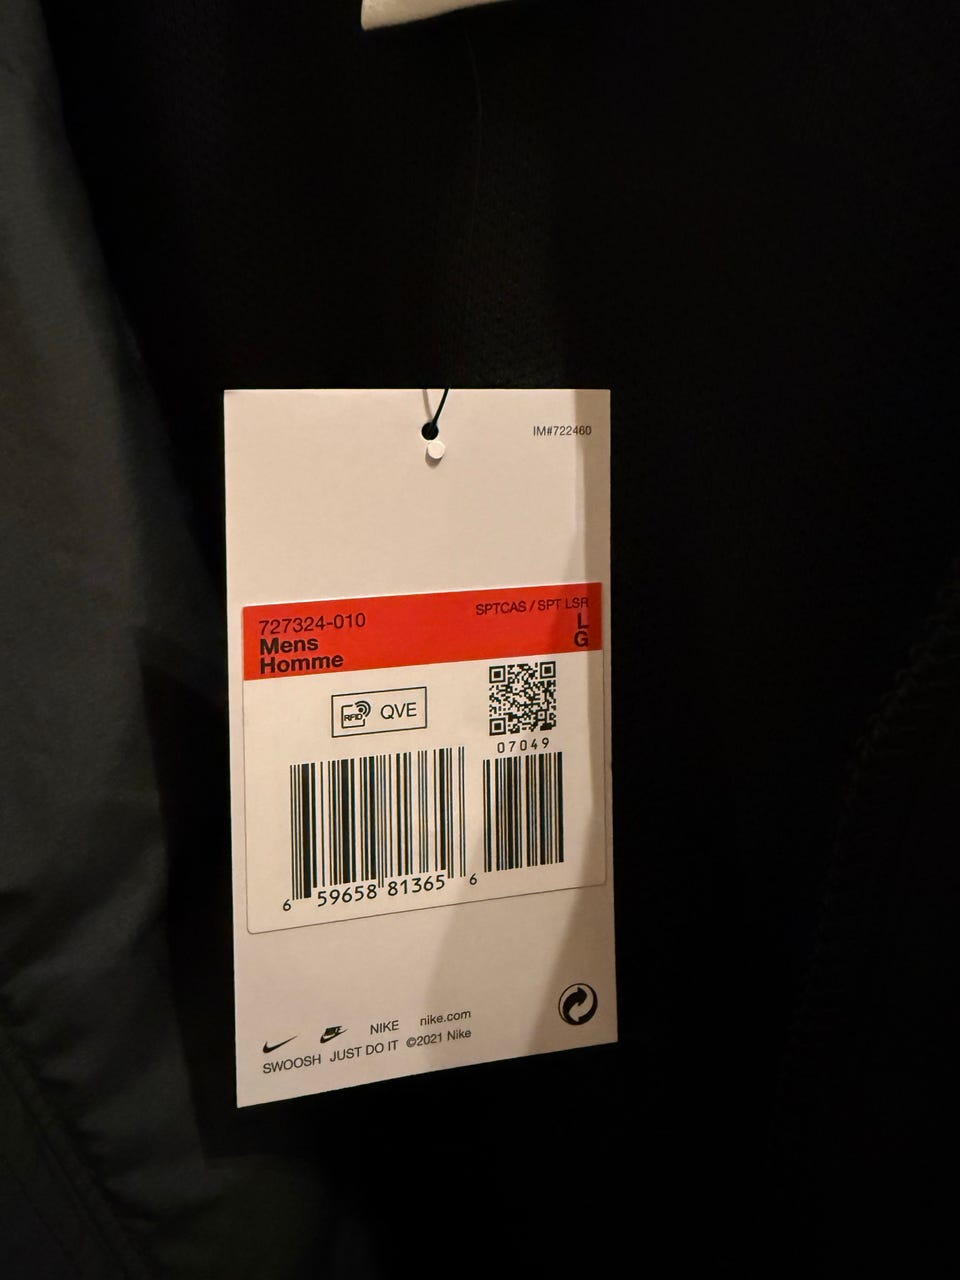 IM#722460
727324-010
SPTCAS / SPT LSR
Mens
L
Homme
G
RFID QVE
07049
6 59658 81365 6
NIKE NIKE nike.com
SWOOSH JUST DO IT ©2021 Nike